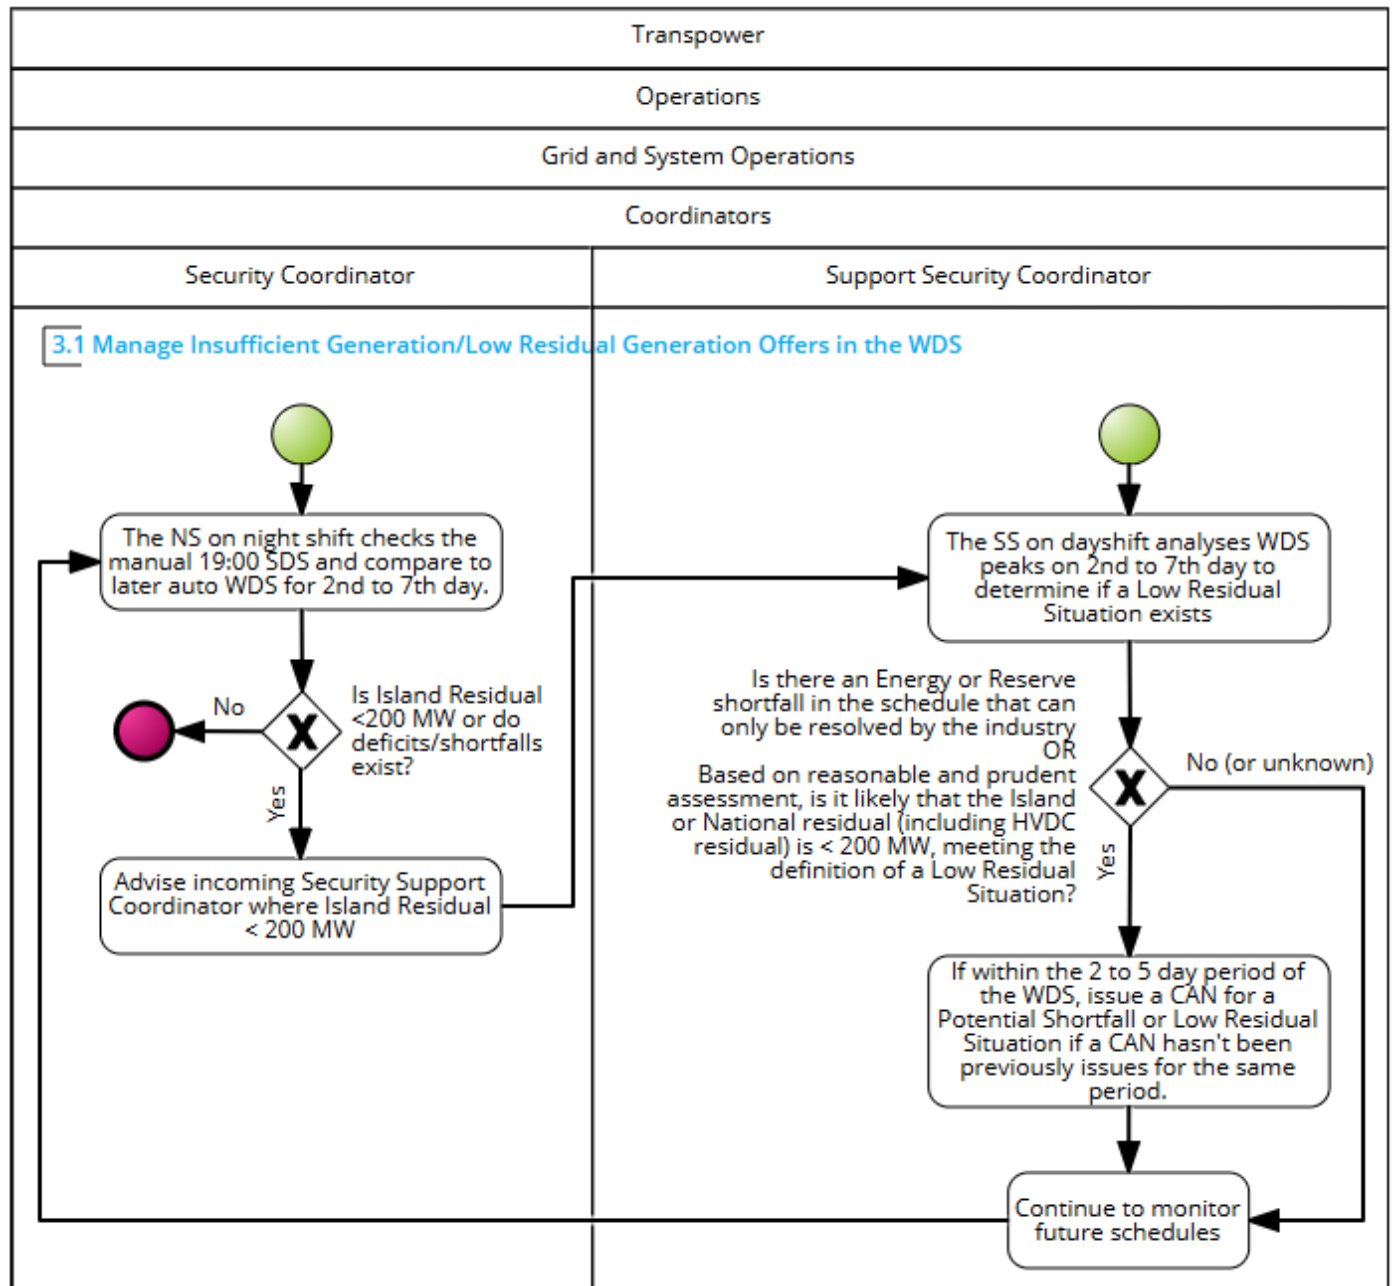 Transpower
Operations
Grid and System Operations
Coordinators
Security Coordinator
Support Security Coordinator
3.1 Manage Insufficient Generation/Low Residual Generation Offers in the WDS
The NS on night shift checks the
manual 19:00 SDS and compare to
later auto WDS for 2nd to 7th day.
No
Is Island Residual
<200 MW or do
deficits/shortfalls
exist?
Yes
Advise incoming Security Support
Coordinator where Island Residual
< 200 MW
The SS on dayshift analyses WDS
peaks on 2nd to 7th day to
determine if a Low Residual
Situation exists
Is there an Energy or Reserve
shortfall in the schedule that can
only be resolved by the industry
OR
Based on reasonable and prudent
assessment, is it likely that the Island
or National residual (including HVDC
residual) is < 200 MW, meeting the
definition of a Low Residual
Situation?
No (or unknown)
Yes
If within the 2 to 5 day period of
the WDS, issue a CAN for a
Potential Shortfall or Low Residual
Situation if a CAN hasn't been
previously issues for the same
period.
Continue to monitor
future schedules